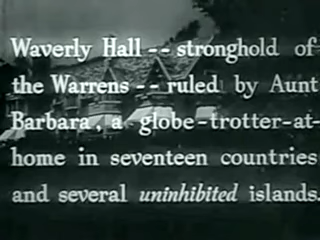 Waverly Hall -- stronghold of
the Warrens -- ruled by Aunt
Barbara, a globe-trotter-at-
home in seventeen countries
and several uninhibited islands.